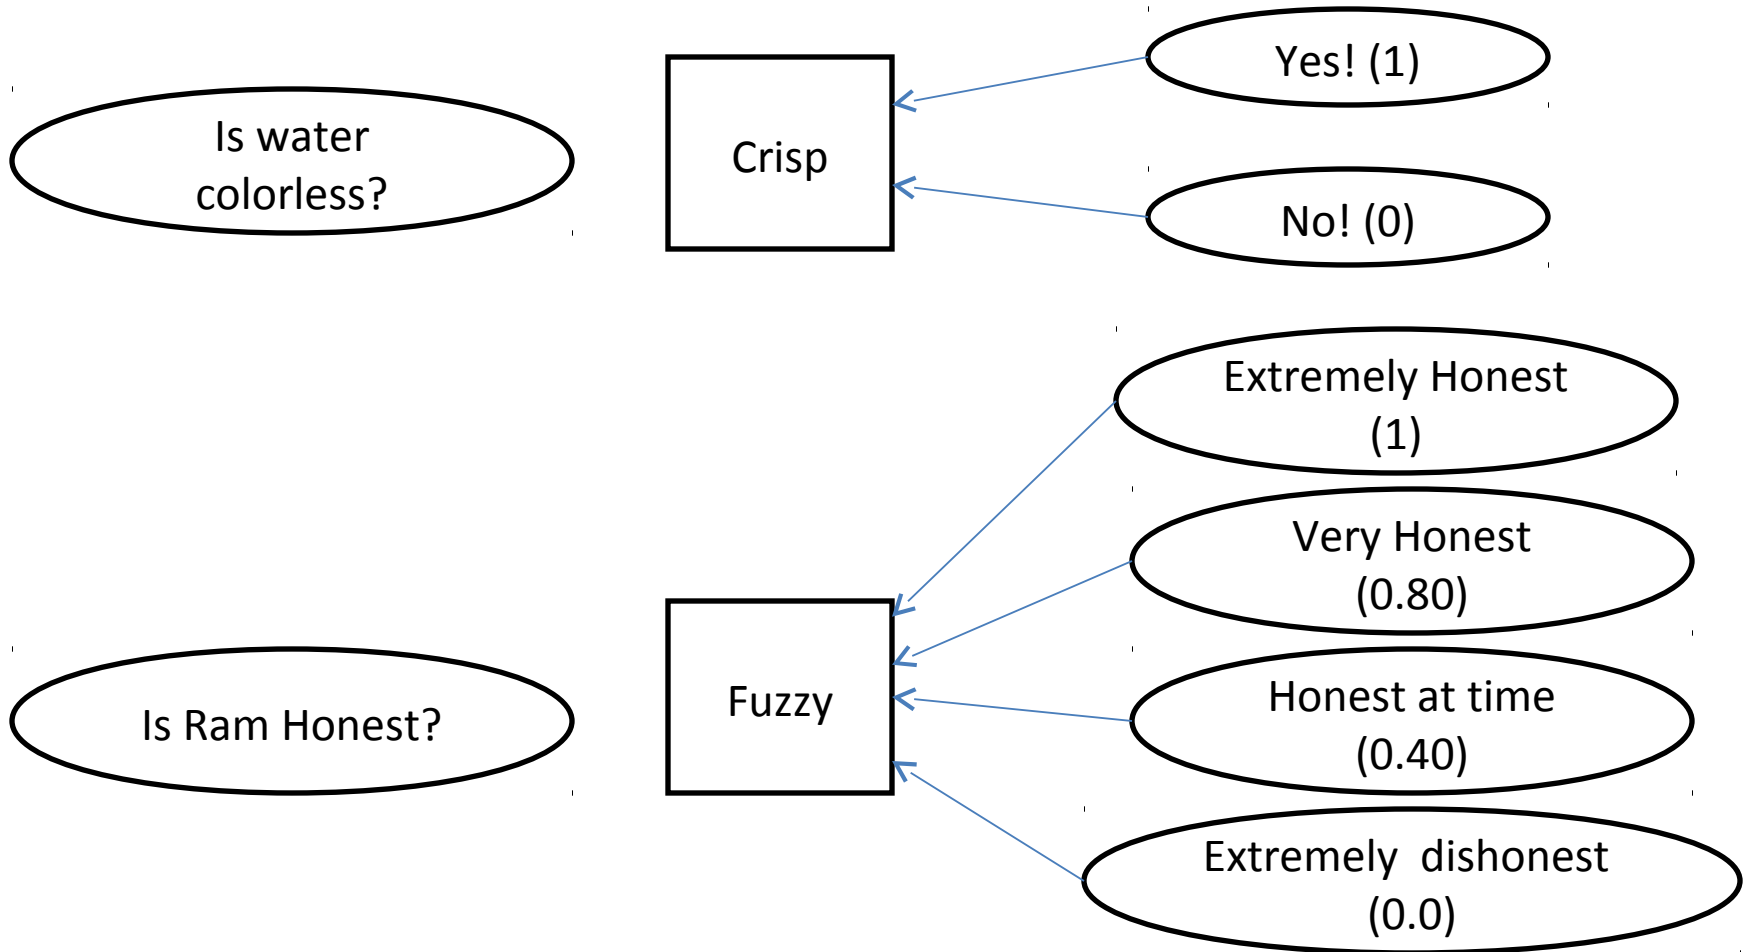 Is water
colorless?
Crisp
Yes! (1)
No! (0)
Is Ram Honest?
Fuzzy
Extremely Honest
(1)
Very Honest
(0.80)
Honest at time
(0.40)
Extremely  dishonest
(0.0)